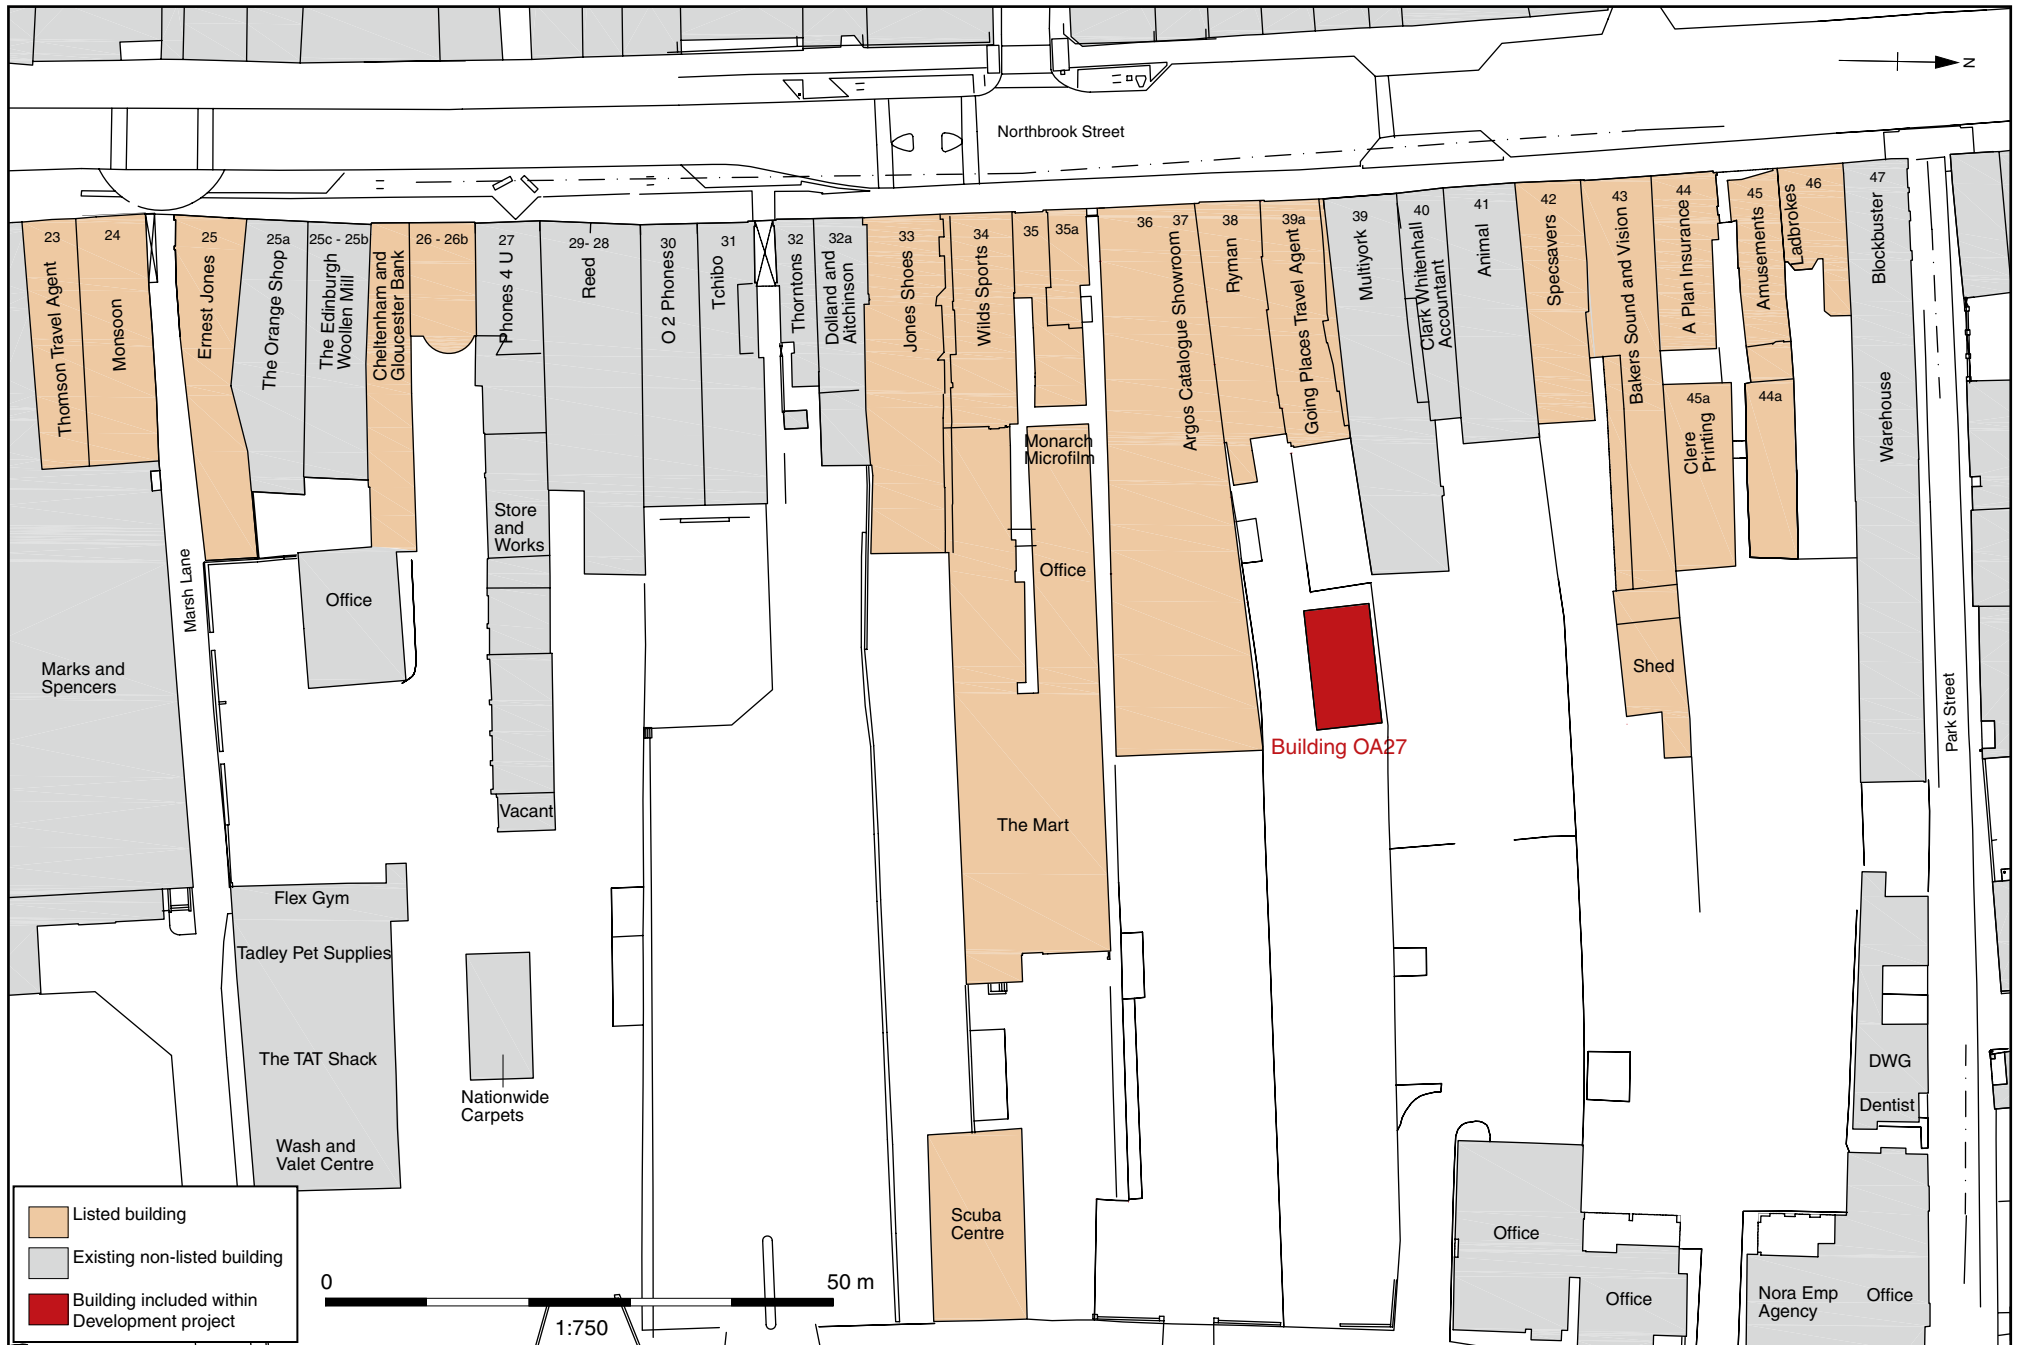 N
Northbrook Street
23
Thomson Travel Agent
24
Monsoon
25
Ernest Jones
25a
The Orange Shop
25c - 25b
The Edinburgh
Woollen Mill
Cheltenham and
Gloucester Bank
26 - 26b
27
Phones 4 U
29- 28
Reed
30
O 2 Phones
31
Tchibo
32
Thorntons
32a
Dolland and
Aitchinson
33
Jones Shoes
34
Wilds Sports
35
35a
36
37
Argos Catalogue Showroom
38
Ryman
39a
Going Places Travel Agent
39
Multiyork
40
Clark Whitenhall
Accountant
41
Animal
42
Specsavers
43
Bakers Sound and Vision
44
A Plan Insurance
45
Amusements
46
Ladbrokes
47
Blockbuster
45a
Clere
Printing
44a
Warehouse
Monarch
Microfilm
Store
and
Works
Office
Office
Marsh Lane
Marks and
Spencers
Shed
Park Street
Building OA27
Vacant
The Mart
Flex Gym
Tadley Pet Supplies
The TAT Shack
Nationwide
Carpets
Wash and
Valet Centre
DWG
Dentist
Scuba
Centre
Office
Office
Nora Emp
Agency
Office
Listed building
Existing non-listed building
Building included within
Development project
0
50 m
1:750